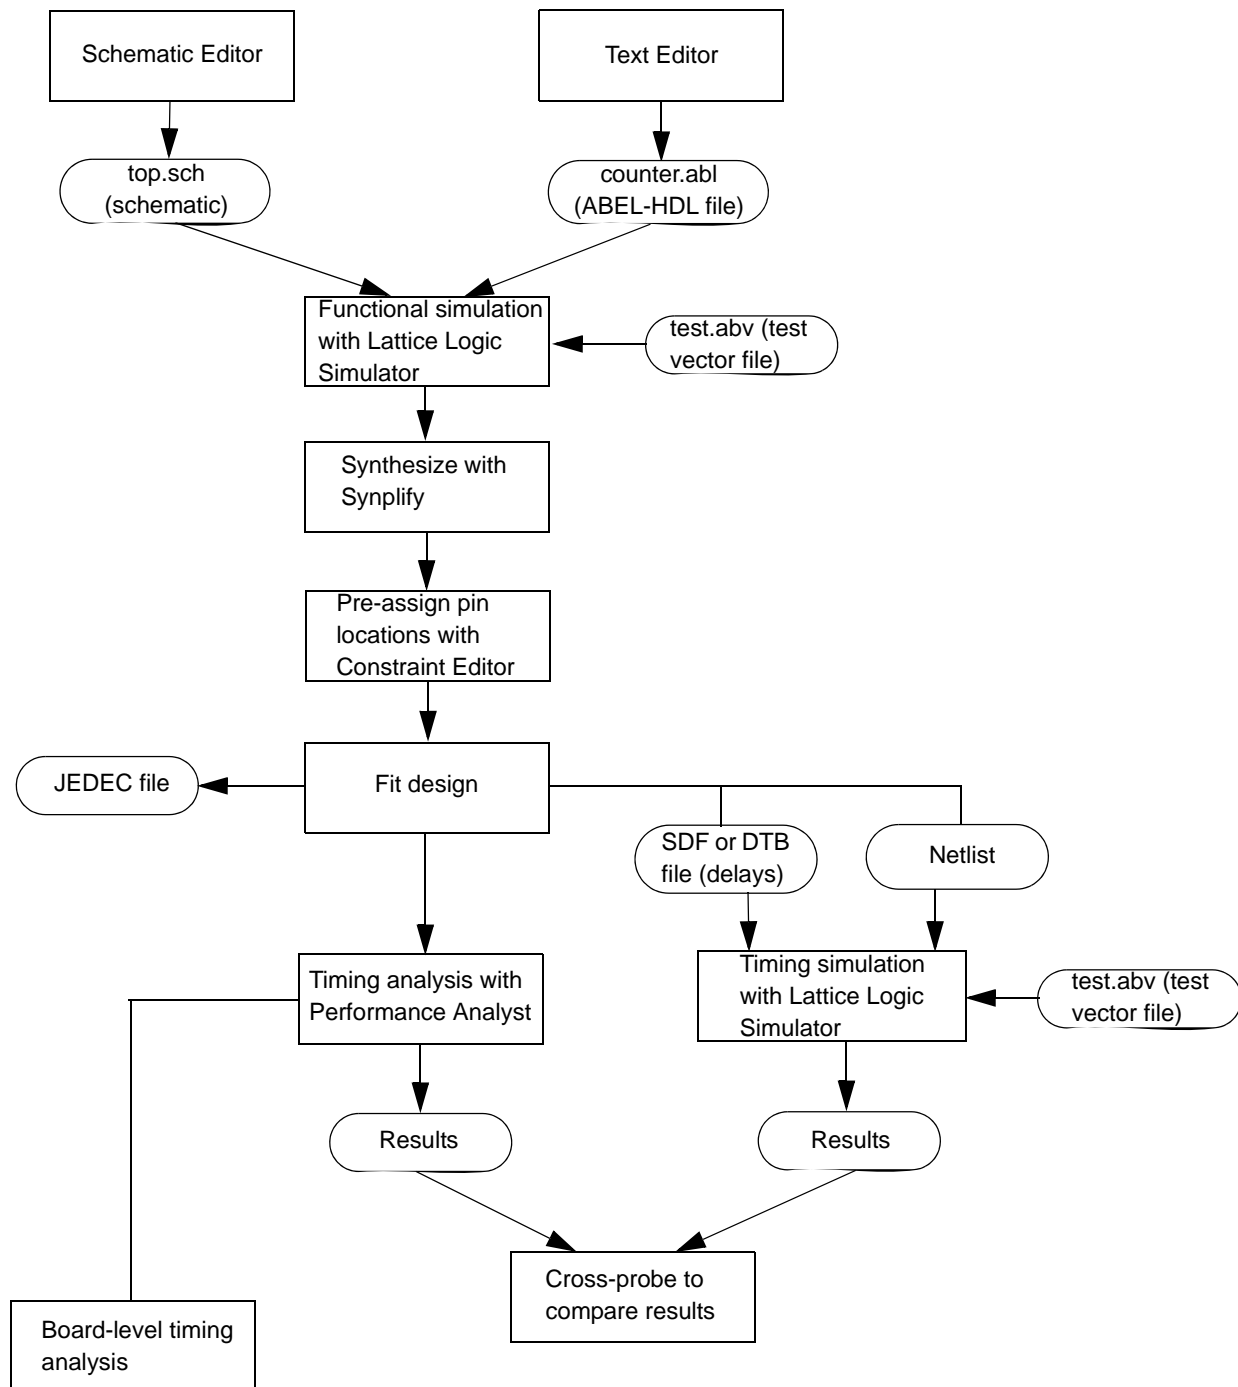 Schematic Editor
Text Editor
top.sch
(schematic)
counter.abl
(ABEL-HDL file)
Functional simulation
with Lattice Logic
Simulator
test.abv (test
vector file)
Synthesize with
Synplify
Pre-assign pin
locations with
Constraint Editor
JEDEC file
Fit design
SDF or DTB
file (delays)
Netlist
Timing analysis with
Performance Analyst
Timing simulation
with Lattice Logic
Simulator
test.abv (test
vector file)
Results
Results
Cross-probe to
compare results
Board-level timing
analysis